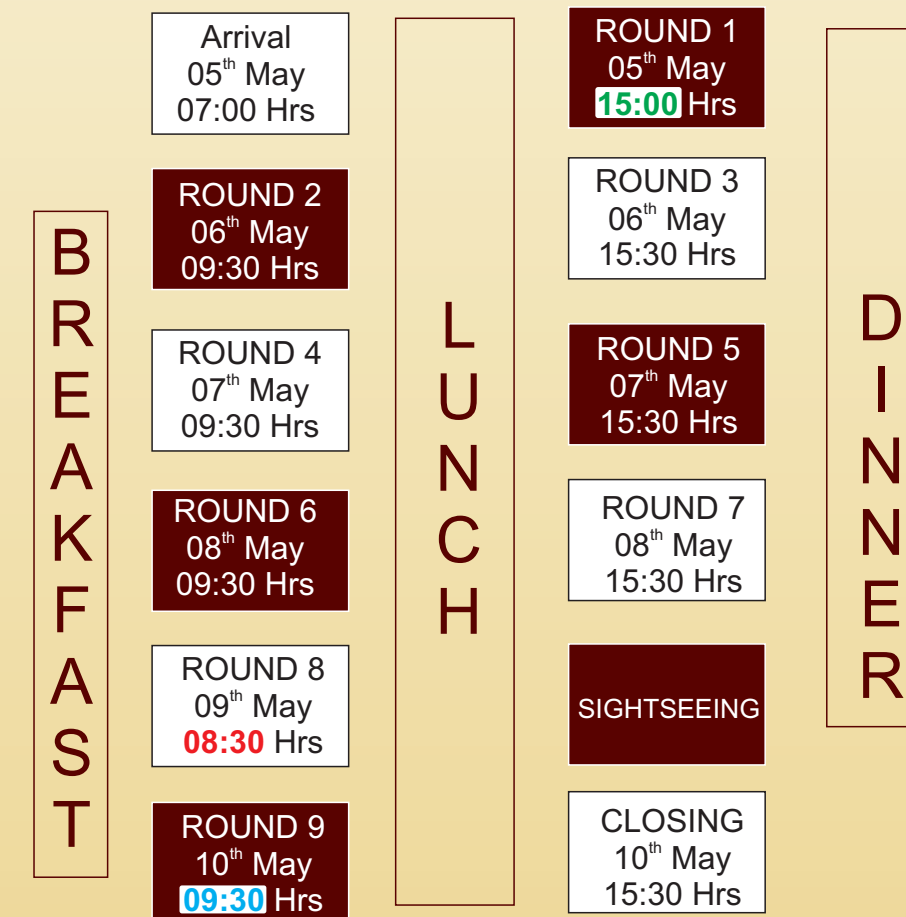 Arrival
05th May
07:00 Hrs
ROUND 1
05th May
15:00 Hrs
BREAKFAST
ROUND 2
06th May
09:30 Hrs
LUNCH
ROUND 3
06th May
15:30 Hrs
DINNER
ROUND 4
07th May
09:30 Hrs
ROUND 5
07th May
15:30 Hrs
ROUND 6
08th May
09:30 Hrs
ROUND 7
08th May
15:30 Hrs
ROUND 8
09th May
08:30 Hrs
SIGHTSEEING
ROUND 9
10th May
09:30 Hrs
CLOSING
10th May
15:30 Hrs